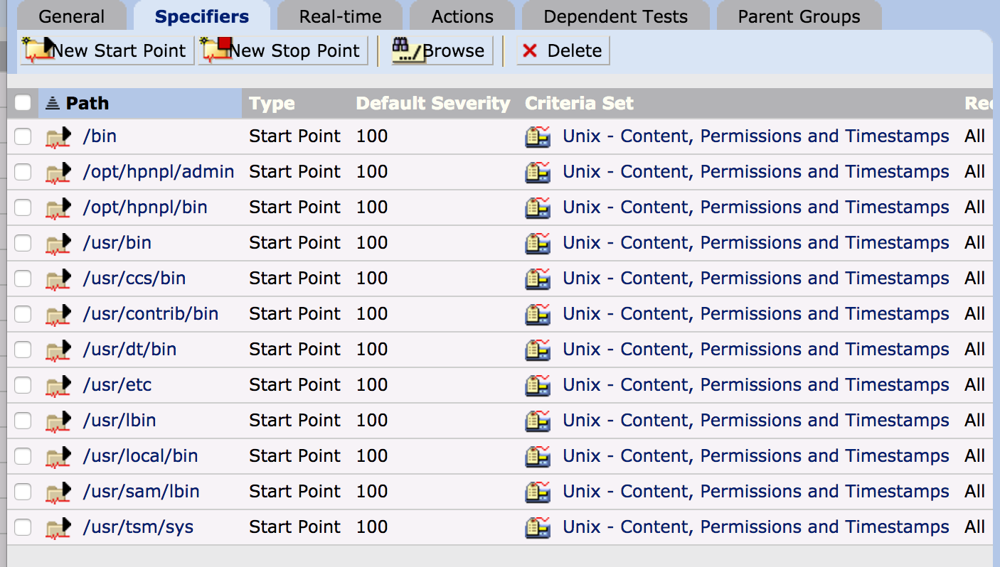 General Specifiers Real-time Actions Dependent Tests Parent Groups
New Start Point New Stop Point .../ Browse Delete
Path Type Default Severity Criteria Set
/bin Start Point 100 Unix - Content, Permissions and Timestamps All
/opt/hpnpl/admin Start Point 100 Unix - Content, Permissions and Timestamps All
/opt/hpnpl/bin Start Point 100 Unix - Content, Permissions and Timestamps All
/usr/bin Start Point 100 Unix - Content, Permissions and Timestamps All
/usr/ccs/bin Start Point 100 Unix - Content, Permissions and Timestamps All
/usr/contrib/bin Start Point 100 Unix - Content, Permissions and Timestamps All
/usr/dt/bin Start Point 100 Unix - Content, Permissions and Timestamps All
/usr/etc Start Point 100 Unix - Content, Permissions and Timestamps All
/usr/lbin Start Point 100 Unix - Content, Permissions and Timestamps All
/usr/local/bin Start Point 100 Unix - Content, Permissions and Timestamps All
/usr/sam/lbin Start Point 100 Unix - Content, Permissions and Timestamps All
/usr/tsm/sys Start Point 100 Unix - Content, Permissions and Timestamps All